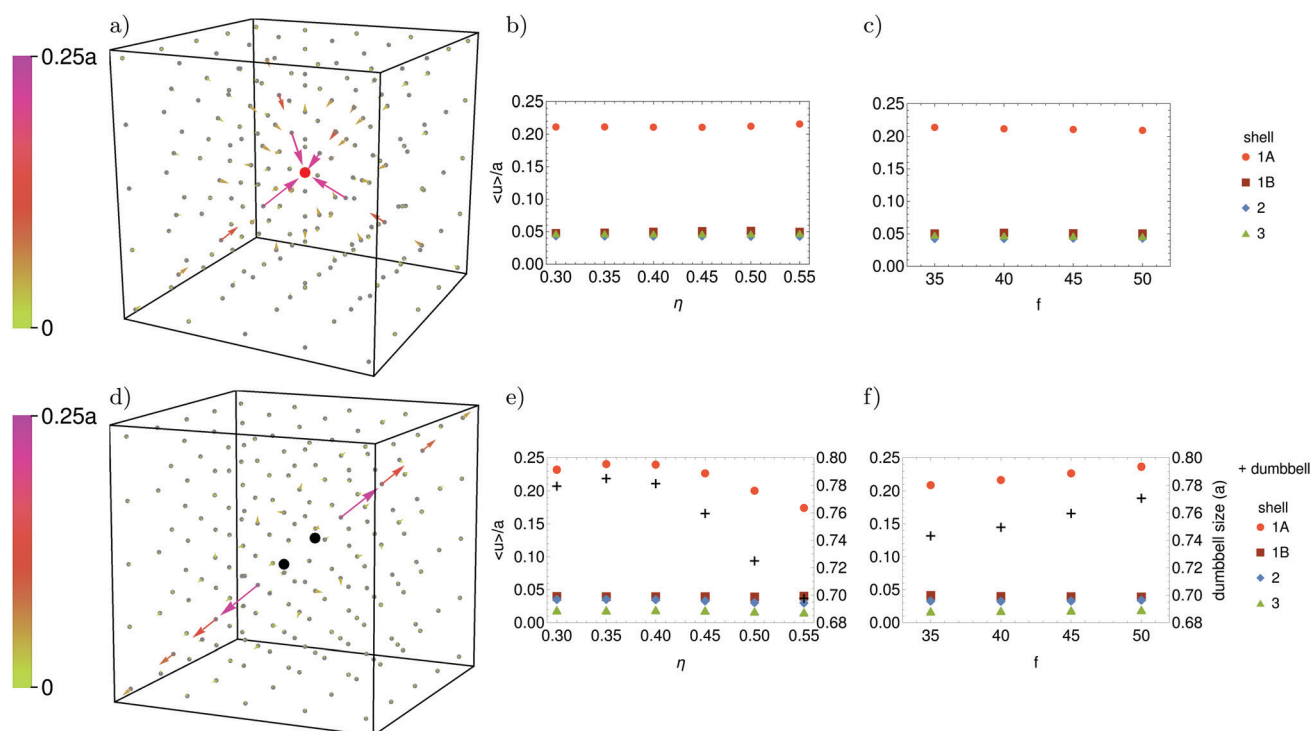 a)
0.25a
0
b)
0.25
0.20
0.15
0.10
0.05
0.00
<u>/a
0.30 0.35 0.40 0.45 0.50 0.55
η
c)
0.25
0.20
0.15
0.10
0.05
0.00
35 40 45 50
f
shell
1A
1B
2
3
d)
0.25a
0
e)
0.25
0.20
0.15
0.10
0.05
0.00
<u>/a
0.80
0.78
0.76
0.74
0.72
0.70
0.68
0.30 0.35 0.40 0.45 0.50 0.55
η
f)
0.25
0.20
0.15
0.10
0.05
0.00
0.80
0.78
0.76
0.74
0.72
0.70
0.68
dumbbell size (a)
35 40 45 50
f
+ dumbbell
shell
1A
1B
2
3